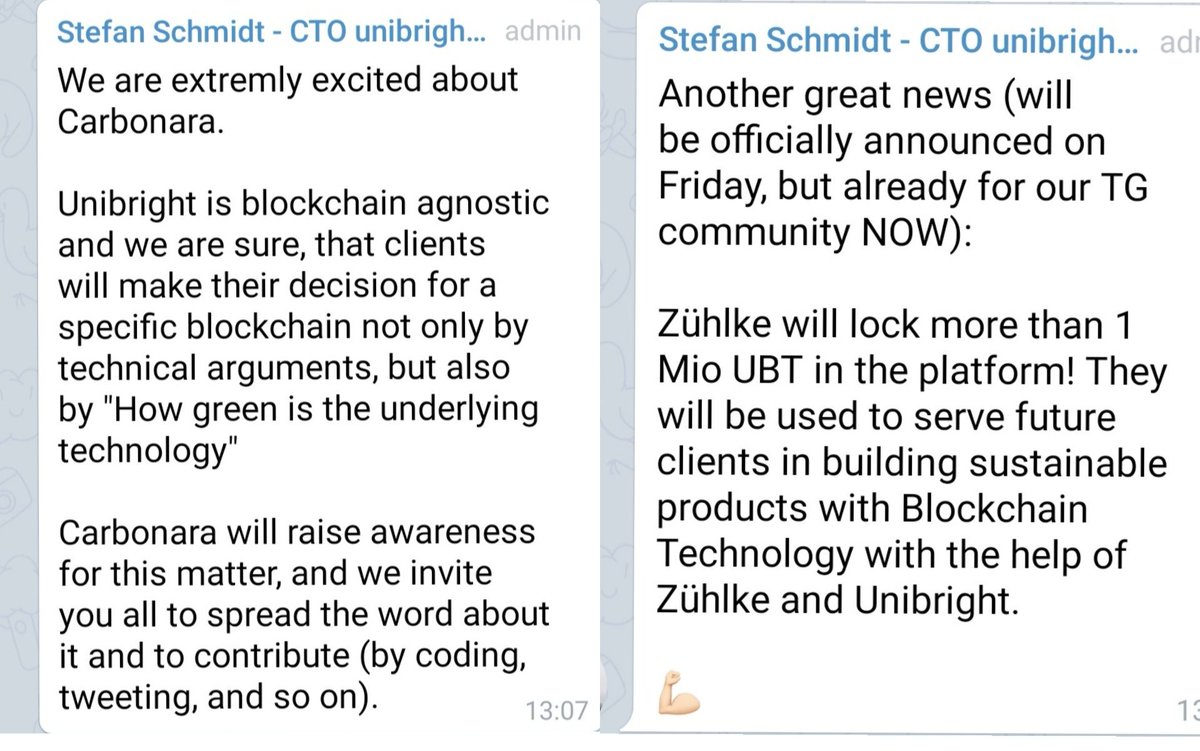 Stefan Schmidt - CTO unibrigh... admin
We are extremly excited about
Carbonara.
Unibright is blockchain agnostic
and we are sure, that clients
will make their decision for a
specific blockchain not only by
technical arguments, but also
by "How green is the underlying
technology"
Carbonara will raise awareness
for this matter, and we invite
you all to spread the word about
it and to contribute (by coding,
tweeting, and so on).
13:07
Stefan Schmidt - CTO unibrigh...
Another great news (will
be officially announced on
Friday, but already for our TG
community NOW):
Zühlke will lock more than 1
Mio UBT in the platform! They
will be used to serve future
clients in building sustainable
products with Blockchain
Technology with the help of
Zühlke and Unibright.
💪🏻